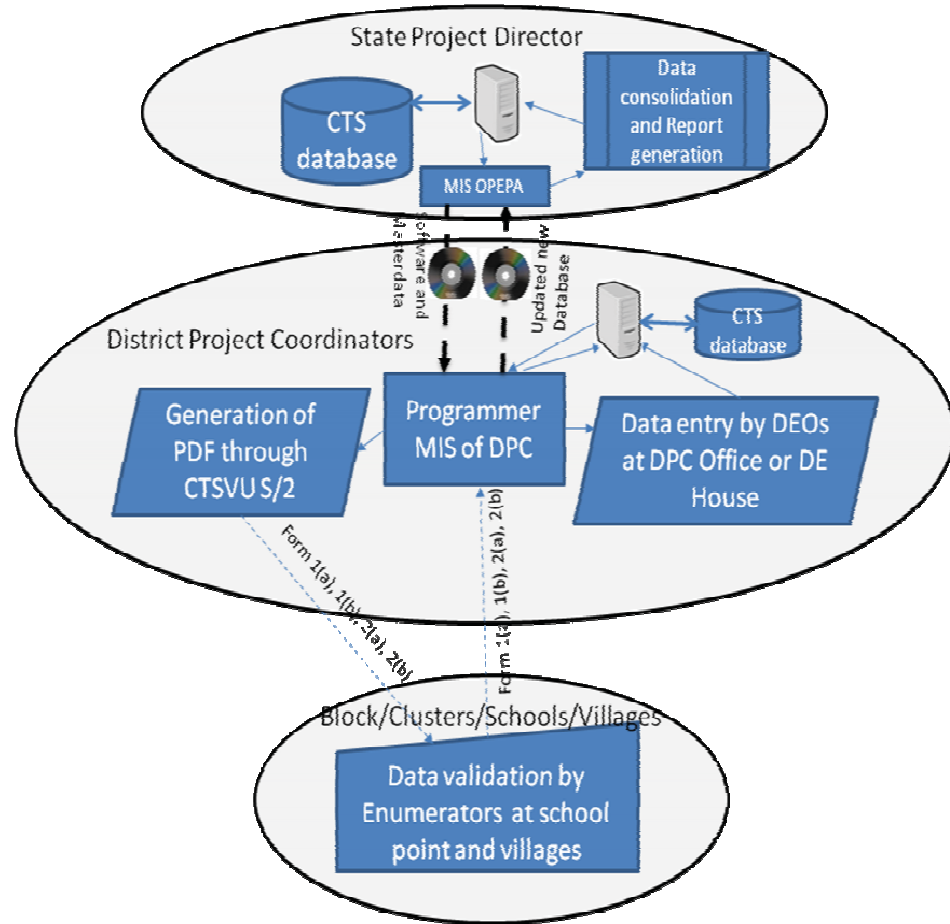 State Project Director
CTS
database
Data
consolidation
and Report
generation
MIS OPEPA
Software and
Masterdata
Updated new
Database
District Project Coordinators
CTS
database
Generation of
PDF through
CTSVU S/2
Programmer
MIS of DPC
Data entry by DEOs
at DPC Office or DE
House
Form 1(a), 1(b), 2(a), 2(b)
Form 1(a), 1(b), 2(a), 2(b)
Block/Clusters/Schools/Villages
Data validation by
Enumerators at school
point and villages